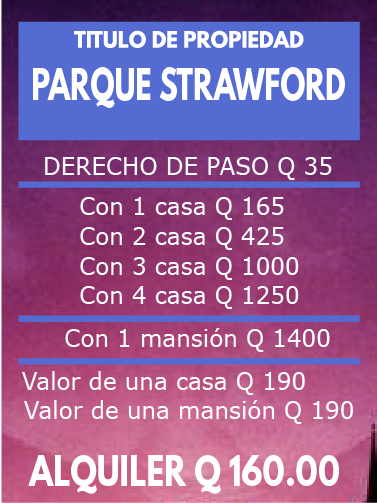 TITULO DE PROPIEDAD
PARQUE STRAWFORD
DERECHO DE PASO Q 35
Con 1 casa Q 165
Con 2 casa Q 425
Con 3 casa Q 1000
Con 4 casa Q 1250
Con 1 mansión Q 1400
Valor de una casa Q 190
Valor de una mansión Q 190
ALQUILER Q 160.00